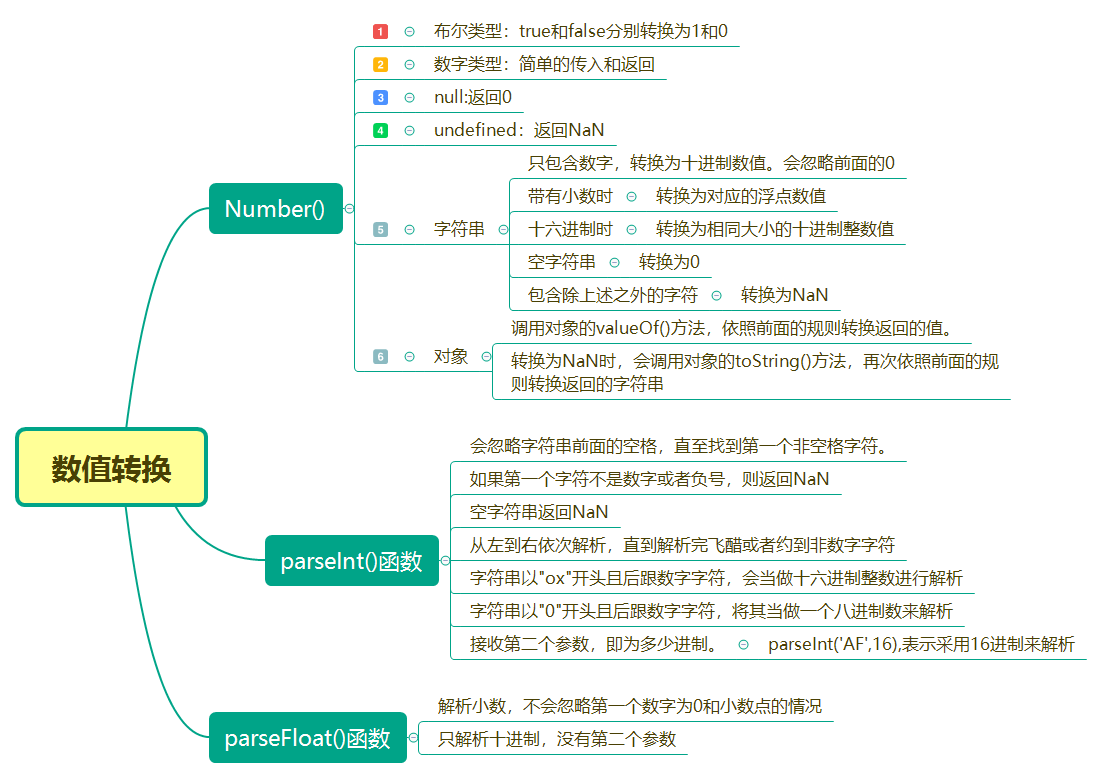 1 布尔类型：true和false分别转换为1和0
2 数字类型：简单的传入和返回
3 null:返回0
4 undefined：返回NaN
Number()
5 字符串
只包含数字，转换为十进制数值。会忽略前面的0
带有小数时 转换为对应的浮点数值
十六进制时 转换为相同大小的十进制整数值
空字符串 转换为0
包含除上述之外的字符 转换为NaN
6 对象
调用对象的valueOf()方法，依照前面的规则转换返回的值。
转换为NaN时，会调用对象的toString()方法，再次依照前面的规
则转换返回的字符串
数值转换
parseInt()函数
会忽略字符串前面的空格，直至找到第一个非空格字符。
如果第一个字符不是数字或者负号，则返回NaN
空字符串返回NaN
从左到右依次解析，直到解析完飞醋或者约到非数字字符
字符串以"ox"开头且后跟数字字符，会当做十六进制整数进行解析
字符串以"0"开头且后跟数字字符，将其当做一个八进制数来解析
接收第二个参数，即为多少进制。 parseInt('AF',16),表示采用16进制来解析
parseFloat()函数
解析小数，不会忽略第一个数字为0和小数点的情况
只解析十进制，没有第二个参数